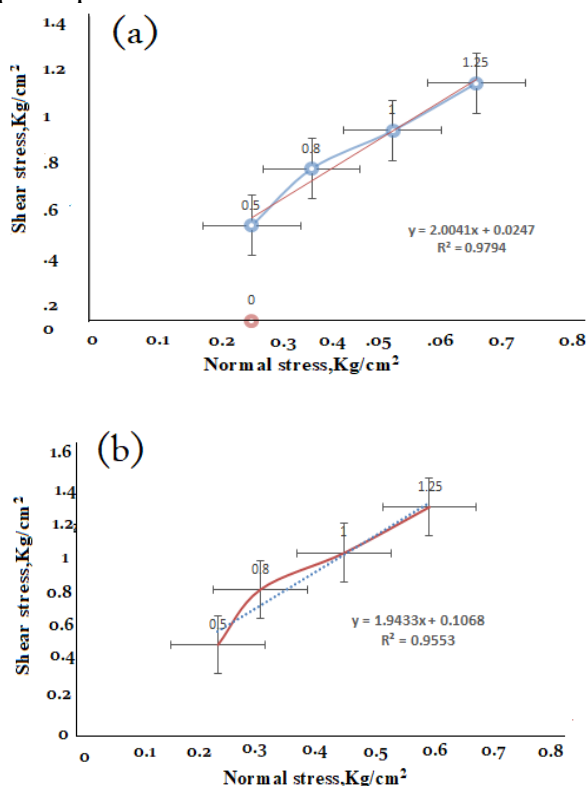 (a)
Shear stress,Kg/cm²
1.4
1.2
1
.8
.6
.4
.2
0
0.5
0.8
1
1.25
0
y = 2.0041x + 0.0247
R² = 0.9794
0 0.1 0.2 0.3 0.4 .05 .06 0.7 0.8
Normal stress,Kg/cm²
(b)
Shear stress,Kg/cm²
1.6
1.4
1.2
1
0.8
0.6
0.4
0.2
0
0.5
0.8
1
1.25
y = 1.9433x + 0.1068
R² = 0.9553
0 0.1 0.2 0.3 0.4 0.5 0.6 0.7 0.8
Normal stress,Kg/cm²